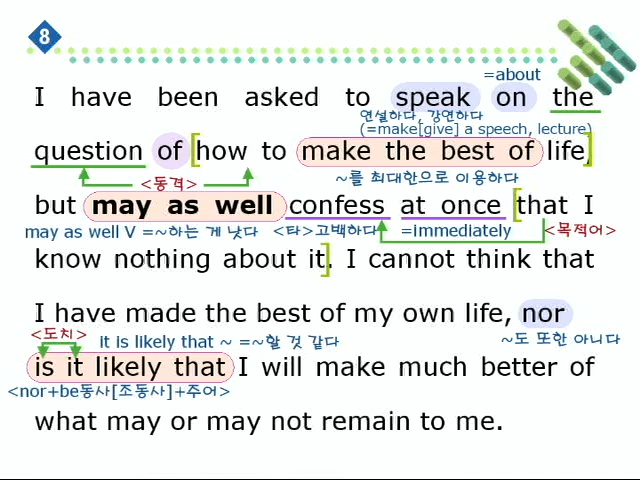 8
=about
I have been asked to speak on the
연설하다, 강연하다
(=make[give] a speech, lecture)
question of [how to make the best of life,]
<동격>
~를 최대한으로 이용하다
but may as well confess at once [that I
may as well V =~하는 게 낫다 <타>고백하다 =immediately <목적어>
know nothing about it]. I cannot think that
I have made the best of my own life, nor
<도치> it is likely that ~ =~할 것 같다 ~도 또한 아니다
is it likely that I will make much better of
<nor+be동사[조동사]+주어>
what may or may not remain to me.